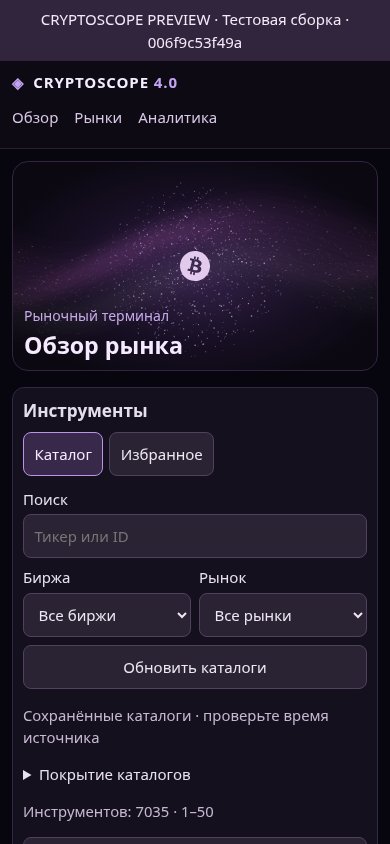 CRYPTOSCOPE PREVIEW · Тестовая сборка ·
006f9c53f49a
◈ CRYPTOSCOPE 4.0
Обзор Рынки Аналитика
Рыночный терминал
Обзор рынка
Инструменты
Каталог Избранное
Поиск
Тикер или ID
Биржа Рынок
Все биржи Все рынки
Обновить каталоги
Сохранённые каталоги · проверьте время
источника
▶ Покрытие каталогов
Инструментов: 7035 · 1–50